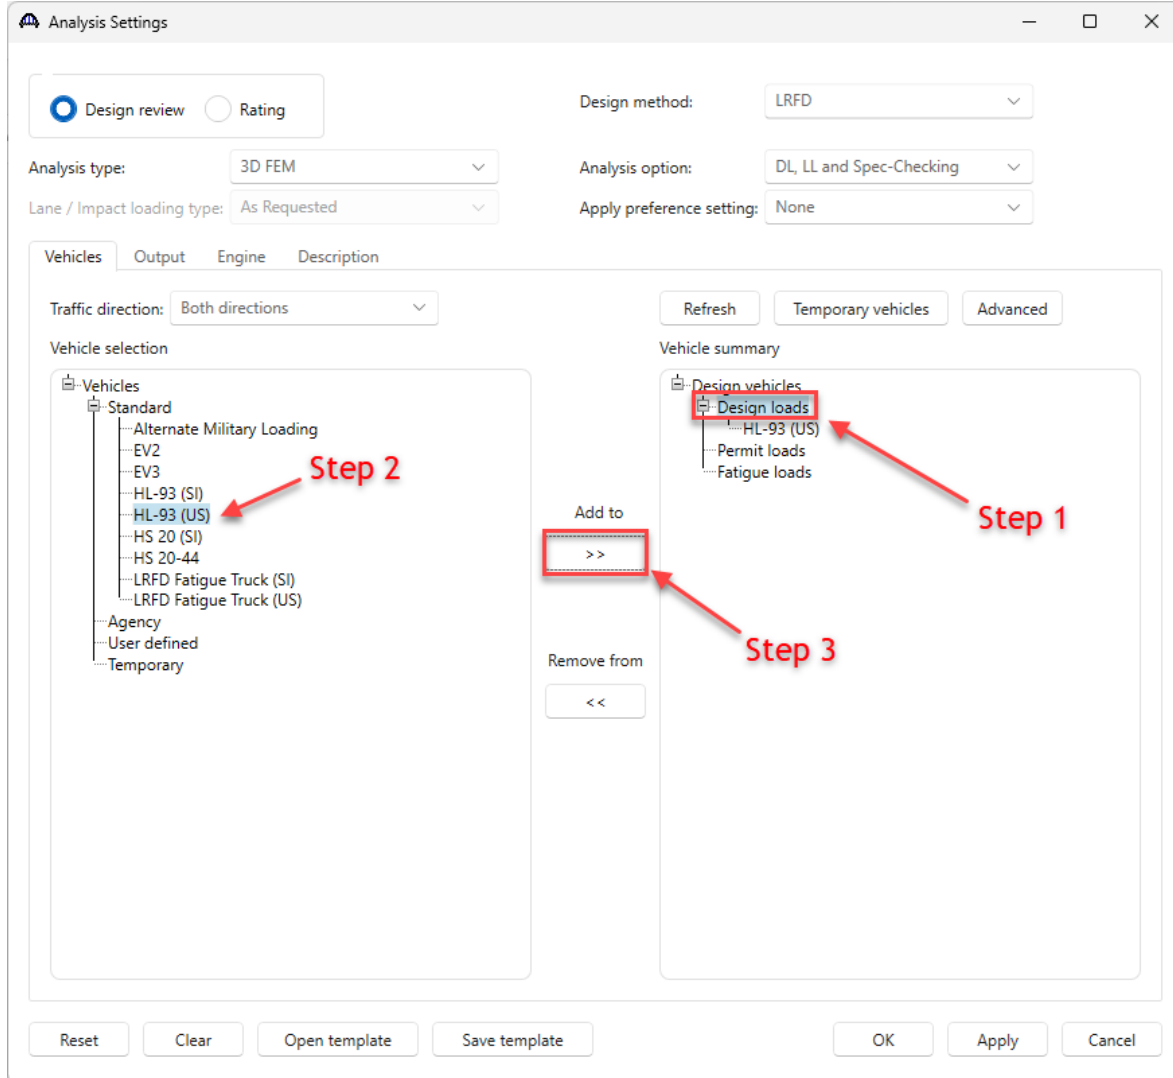 Analysis Settings
Design review
Rating
Design method:
LRFD
Analysis type:
3D FEM
Analysis option:
DL, LL and Spec-Checking
Lane / Impact loading type:
As Requested
Apply preference setting:
None
Vehicles
Output
Engine
Description
Traffic direction:
Both directions
Refresh
Temporary vehicles
Advanced
Vehicle selection
Vehicles
Standard
Alternate Military Loading
EV2
EV3
HL-93 (SI)
HL-93 (US)
HS 20 (SI)
HS 20-44
LRFD Fatigue Truck (SI)
LRFD Fatigue Truck (US)
Agency
User defined
Temporary
Step 2
Add to
>>
Remove from
<<
Vehicle summary
Design vehicles
Design loads
HL-93 (US)
Permit loads
Fatigue loads
Step 1
Step 3
Reset
Clear
Open template
Save template
OK
Apply
Cancel